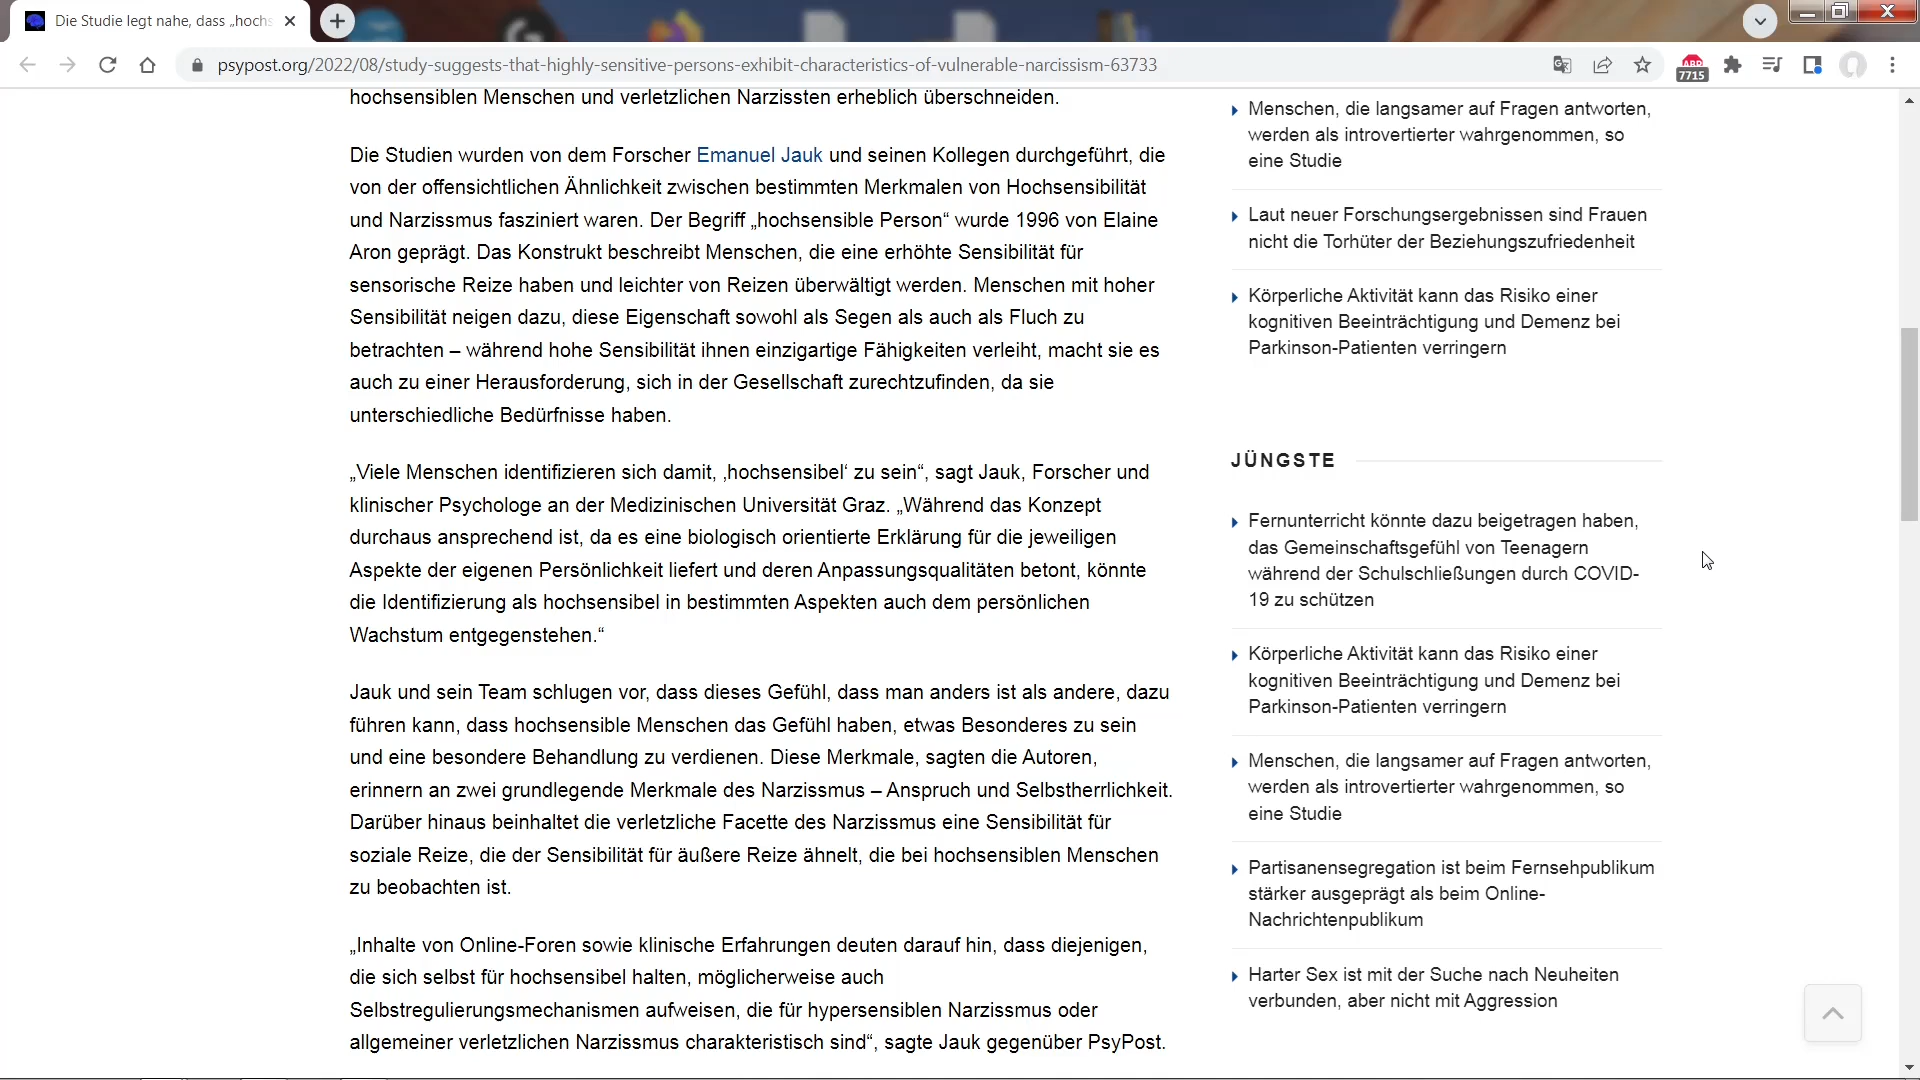 Die Studie legt nahe, dass „hochs
psypost.org/2022/08/study-suggests-that-highly-sensitive-persons-exhibit-characteristics-of-vulnerable-narcissism-63733
ABP
7715
hochsensiblen Menschen und verletzlichen Narzissten erheblich überschneiden.
Die Studien wurden von dem Forscher Emanuel Jauk und seinen Kollegen durchgeführt, die
von der offensichtlichen Ähnlichkeit zwischen bestimmten Merkmalen von Hochsensibilität
und Narzissmus fasziniert waren. Der Begriff „hochsensible Person“ wurde 1996 von Elaine
Aron geprägt. Das Konstrukt beschreibt Menschen, die eine erhöhte Sensibilität für
sensorische Reize haben und leichter von Reizen überwältigt werden. Menschen mit hoher
Sensibilität neigen dazu, diese Eigenschaft sowohl als Segen als auch als Fluch zu
betrachten – während hohe Sensibilität ihnen einzigartige Fähigkeiten verleiht, macht sie es
auch zu einer Herausforderung, sich in der Gesellschaft zurechtzufinden, da sie
unterschiedliche Bedürfnisse haben.
„Viele Menschen identifizieren sich damit, ‚hochsensibel‘ zu sein“, sagt Jauk, Forscher und
klinischer Psychologe an der Medizinischen Universität Graz. „Während das Konzept
durchaus ansprechend ist, da es eine biologisch orientierte Erklärung für die jeweiligen
Aspekte der eigenen Persönlichkeit liefert und deren Anpassungsqualitäten betont, könnte
die Identifizierung als hochsensibel in bestimmten Aspekten auch dem persönlichen
Wachstum entgegenstehen.“
Jauk und sein Team schlugen vor, dass dieses Gefühl, dass man anders ist als andere, dazu
führen kann, dass hochsensible Menschen das Gefühl haben, etwas Besonderes zu sein
und eine besondere Behandlung zu verdienen. Diese Merkmale, sagten die Autoren,
erinnern an zwei grundlegende Merkmale des Narzissmus – Anspruch und Selbstherrlichkeit.
Darüber hinaus beinhaltet die verletzliche Facette des Narzissmus eine Sensibilität für
soziale Reize, die der Sensibilität für äußere Reize ähnelt, die bei hochsensiblen Menschen
zu beobachten ist.
„Inhalte von Online-Foren sowie klinische Erfahrungen deuten darauf hin, dass diejenigen,
die sich selbst für hochsensibel halten, möglicherweise auch
Selbstregulierungsmechanismen aufweisen, die für hypersensiblen Narzissmus oder
allgemeiner verletzlichen Narzissmus charakteristisch sind“, sagte Jauk gegenüber PsyPost.
Menschen, die langsamer auf Fragen antworten,
werden als introvertierter wahrgenommen, so
eine Studie
Laut neuer Forschungsergebnissen sind Frauen
nicht die Torhüter der Beziehungszufriedenheit
Körperliche Aktivität kann das Risiko einer
kognitiven Beeinträchtigung und Demenz bei
Parkinson-Patienten verringern
JÜNGSTE
Fernunterricht könnte dazu beigetragen haben,
das Gemeinschaftsgefühl von Teenagern
während der Schulschließungen durch COVID-
19 zu schützen
Körperliche Aktivität kann das Risiko einer
kognitiven Beeinträchtigung und Demenz bei
Parkinson-Patienten verringern
Menschen, die langsamer auf Fragen antworten,
werden als introvertierter wahrgenommen, so
eine Studie
Partisanensegregation ist beim Fernsehpublikum
stärker ausgeprägt als beim Online-
Nachrichtenpublikum
Harter Sex ist mit der Suche nach Neuheiten
verbunden, aber nicht mit Aggression